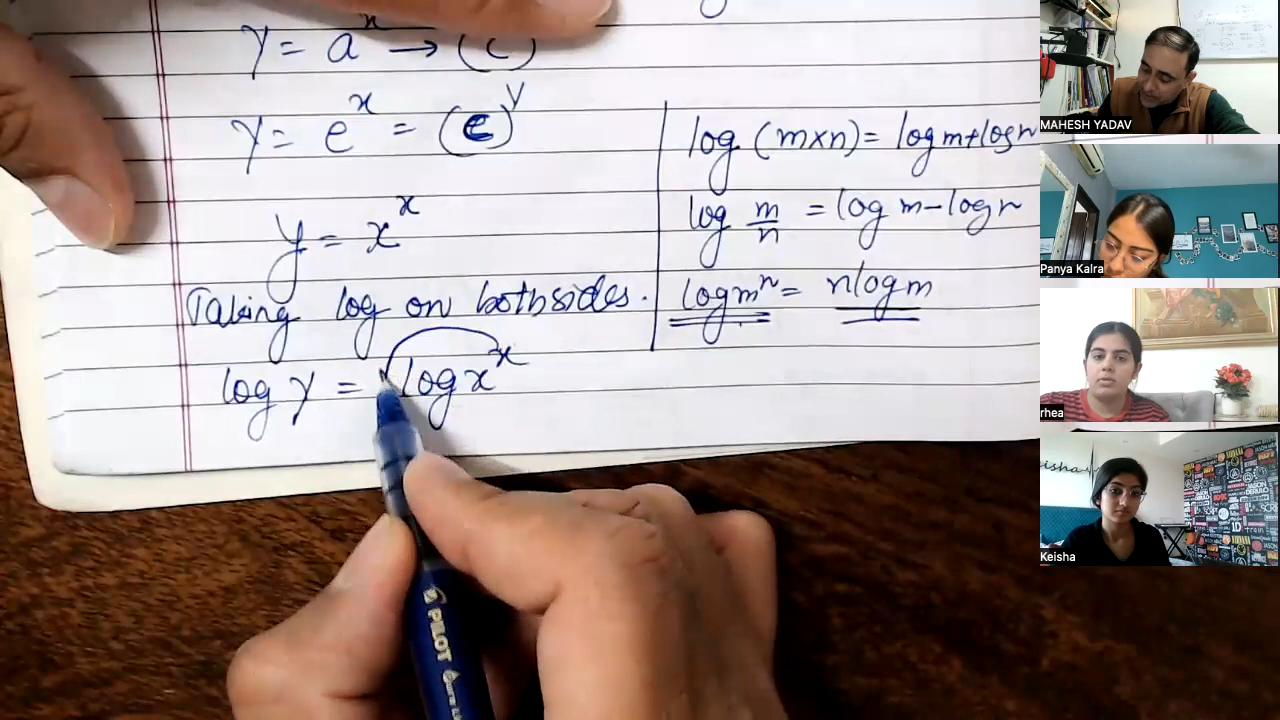 y = a^x → (c)
y = e^x = (e)^y
y = x^x
Taking log on both sides.
log y = log x^x
log (m×n) = log m + log n
log m/n = log m - log n
log m^n = n log m
PILOT
MAHESH YADAV
Panya Kalra
rhea
Keisha